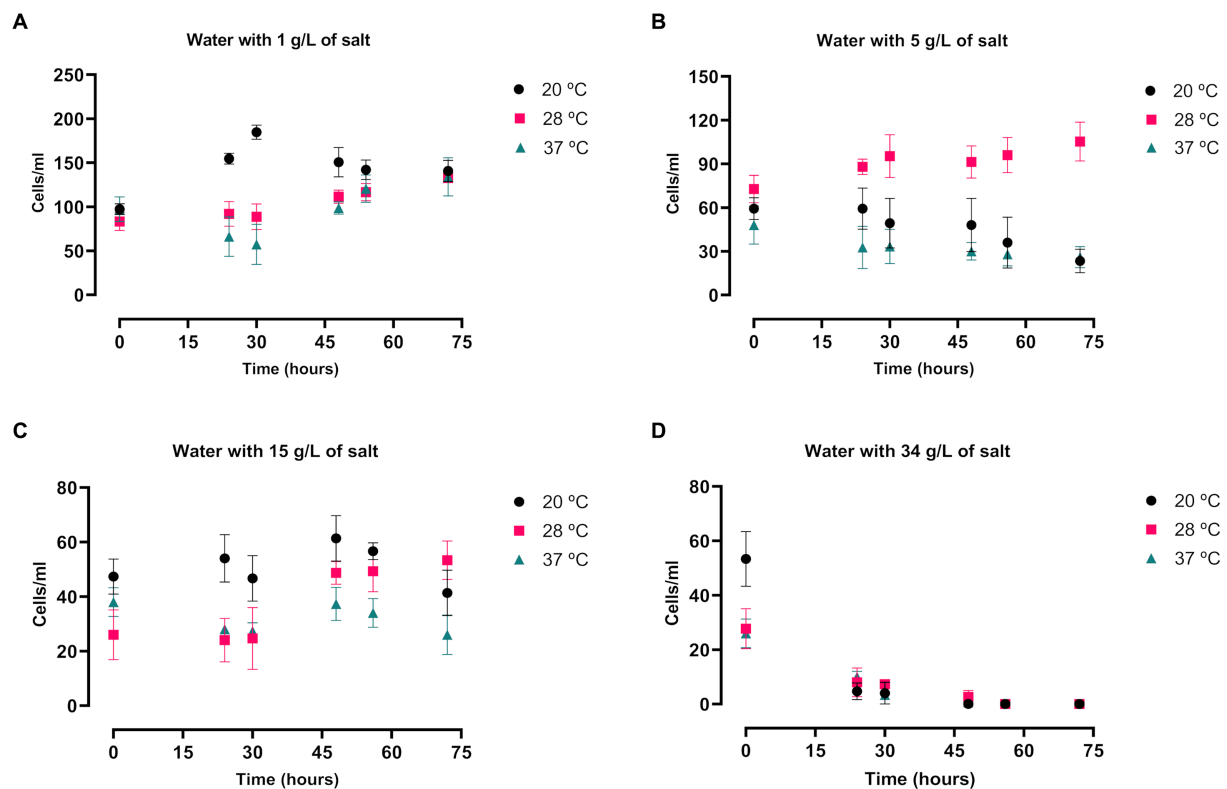 A
Water with 1 g/L of salt
250
200
150
100
50
0
Cells/ml
0 15 30 45 60 75
Time (hours)
20 ºC
28 ºC
37 ºC
B
Water with 5 g/L of salt
150
120
90
60
30
0
Cells/ml
0 15 30 45 60 75
Time (hours)
20 ºC
28 ºC
37 ºC
C
Water with 15 g/L of salt
80
60
40
20
0
Cells/ml
0 15 30 45 60 75
Time (hours)
20 ºC
28 ºC
37 ºC
D
Water with 34 g/L of salt
80
60
40
20
0
Cells/ml
0 15 30 45 60 75
Time (hours)
20 ºC
28 ºC
37 ºC